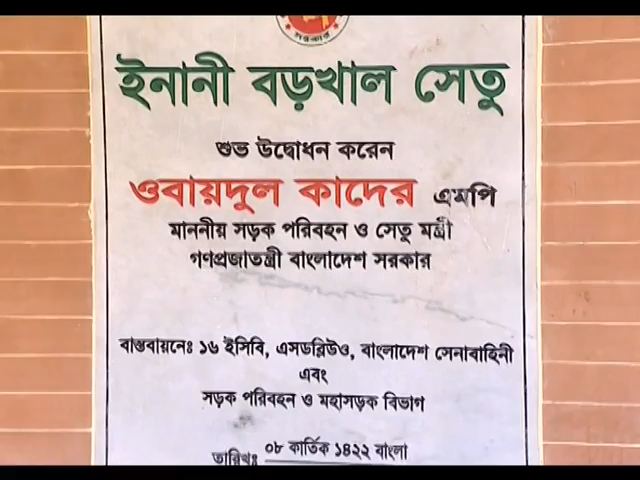 সরকার
ইনানী বড়খাল সেতু
শুভ উদ্বোধন করেন
ওবায়দুল কাদের এমপি
মাননীয় সড়ক পরিবহন ও সেতু মন্ত্রী
গণপ্রজাতন্ত্রী বাংলাদেশ সরকার
বাস্তবায়নেঃ ১৬ ইসিবি, এসডব্লিউও, বাংলাদেশ সেনাবাহিনী
এবং
সড়ক পরিবহন ও মহাসড়ক বিভাগ
তারিখঃ ০৮ কার্তিক ১৪২২ বাংলা